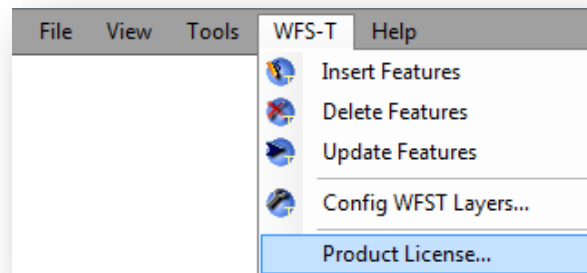 File View Tools WFS-T Help
Insert Features
Delete Features
Update Features
Config WFST Layers...
Product License...